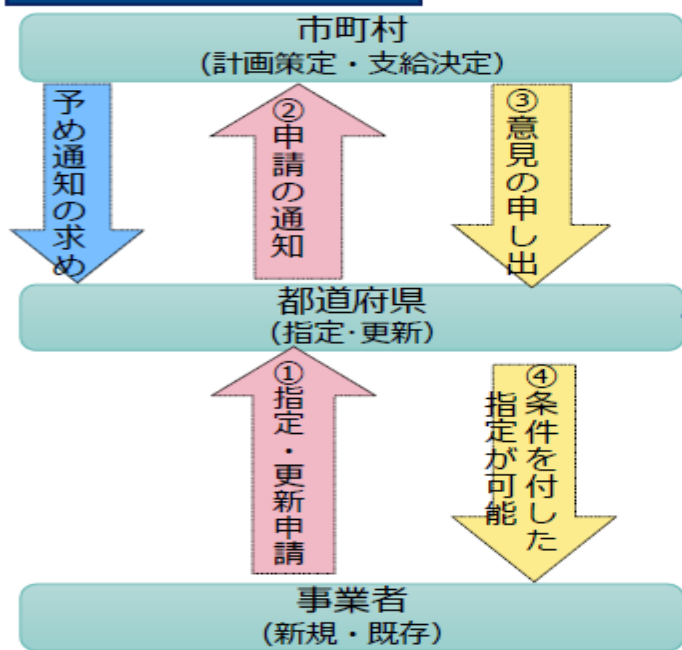 市町村
(計画策定・支給決定)
予め通知の求め
②申請の通知
③意見の申し出
都道府県
(指定・更新)
①指定・更新申請
④条件を付した
指定が可能
事業者
(新規・既存)